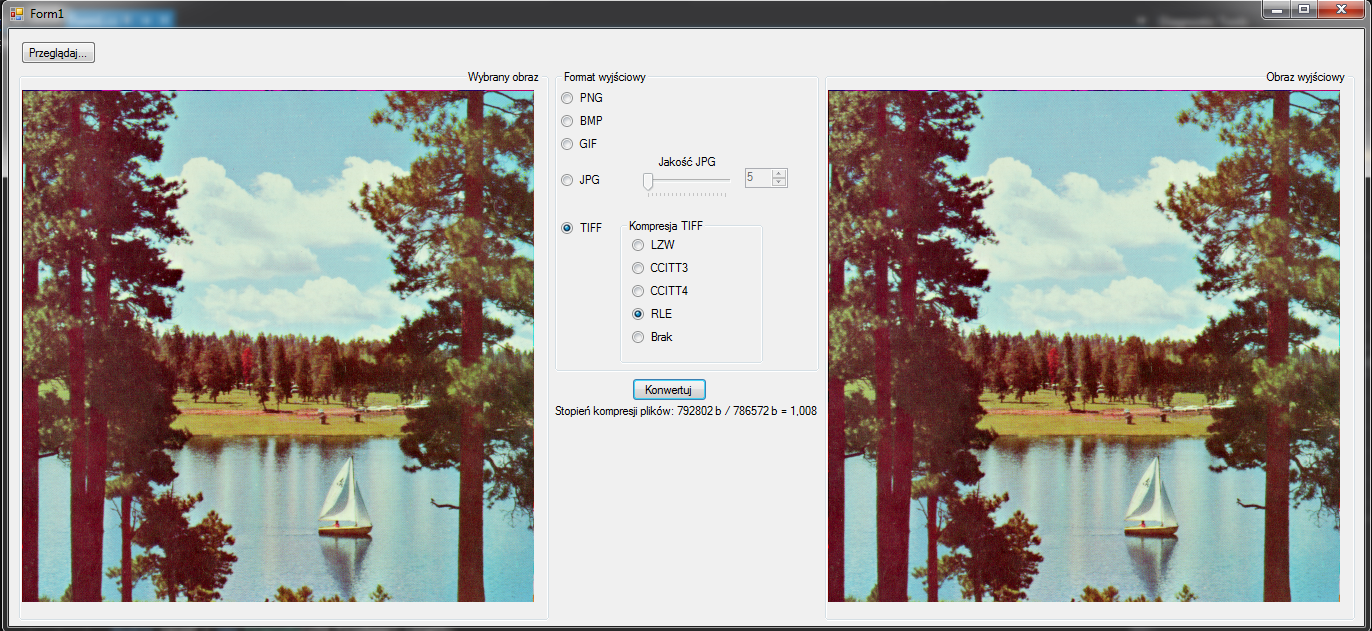 Form1
Przeglądaj...
Wybrany obraz
Format wyjściowy
PNG
BMP
GIF
Jakość JPG
JPG
5
TIFF
Kompresja TIFF
LZW
CCITT3
CCITT4
RLE
Brak
Konwertuj
Stopień kompresji plików: 792802 b / 786572 b = 1,008
Obraz wyjściowy